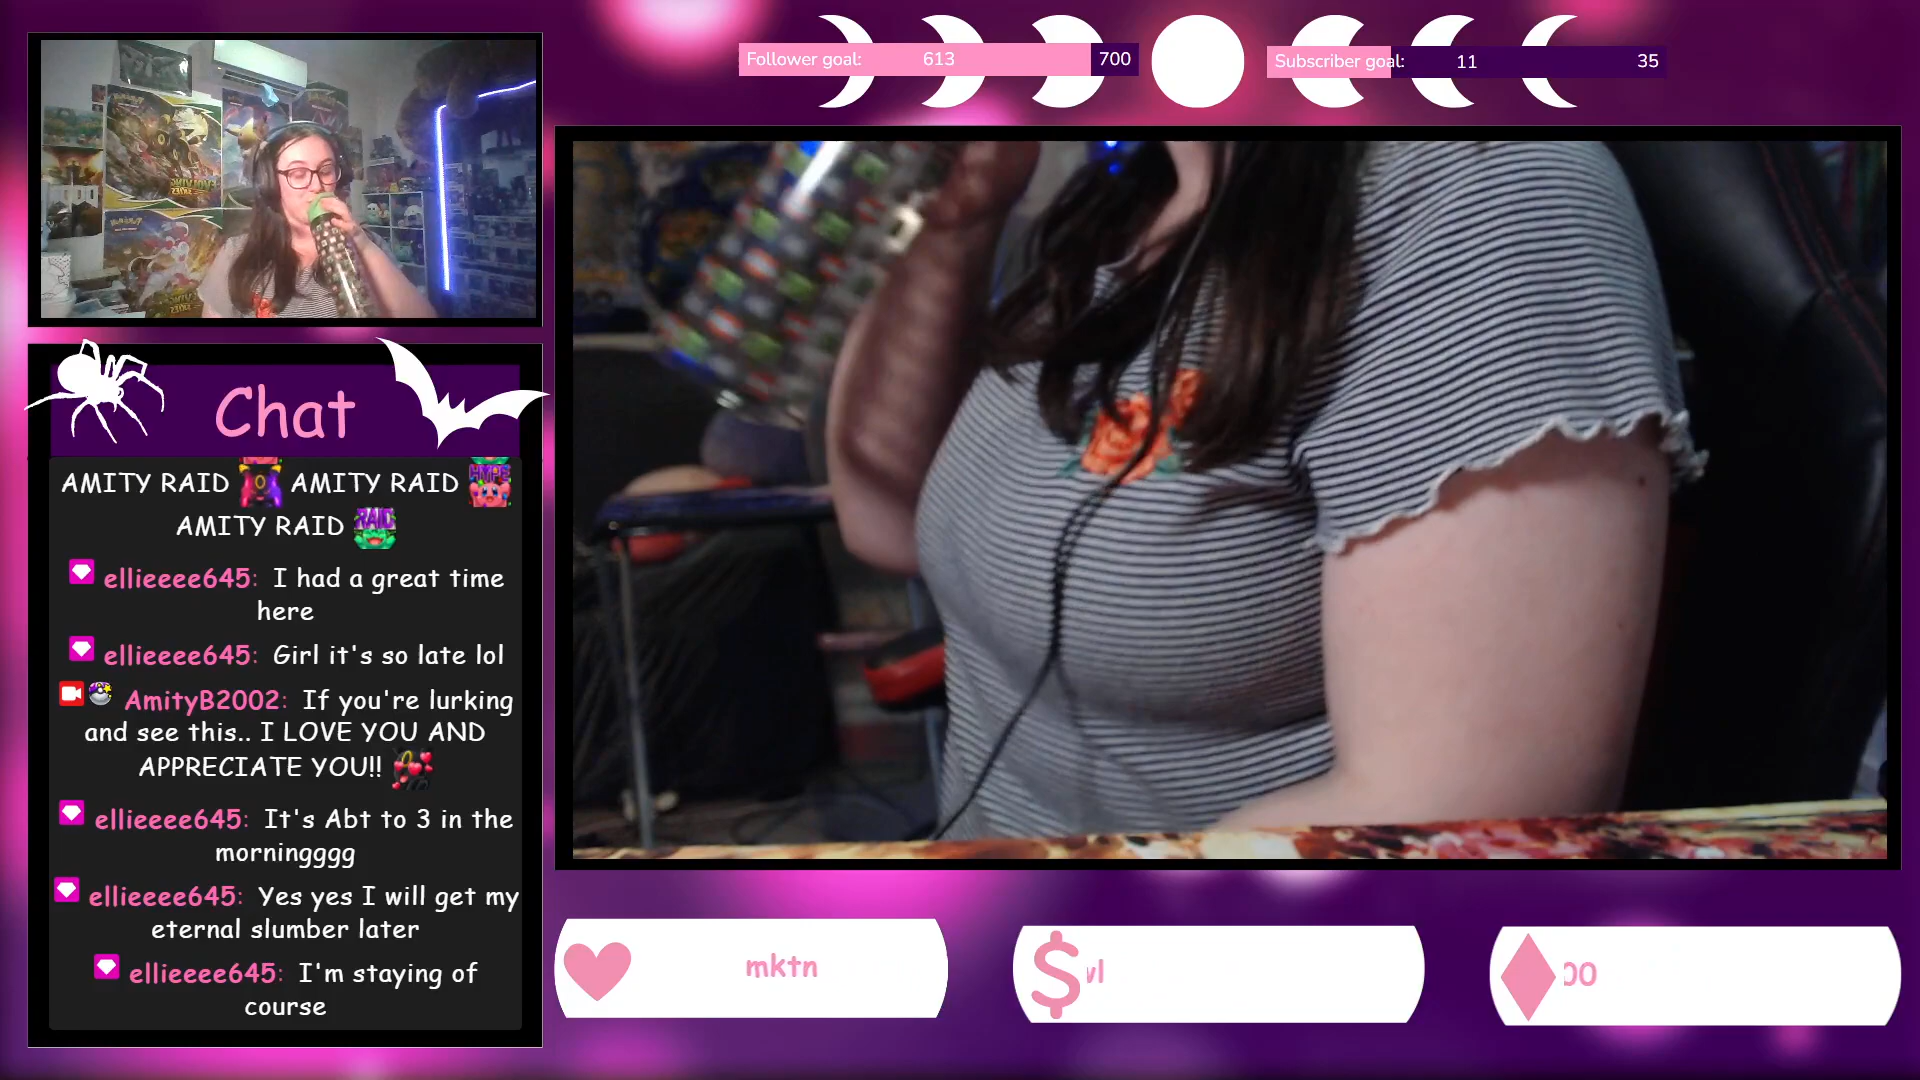 Follower goal: 613 700
Subscriber goal: 11 35
Chat
AMITY RAID AMITY RAID HYPE
AMITY RAID RAID
ellieeee645: I had a great time
here
ellieeee645: Girl it's so late lol
AmityB2002: If you're lurking
and see this.. I LOVE YOU AND
APPRECIATE YOU!!
ellieeee645: It's Abt to 3 in the
morningggg
ellieeee645: Yes yes I will get my
eternal slumber later
ellieeee645: I'm staying of
course
mktn
00